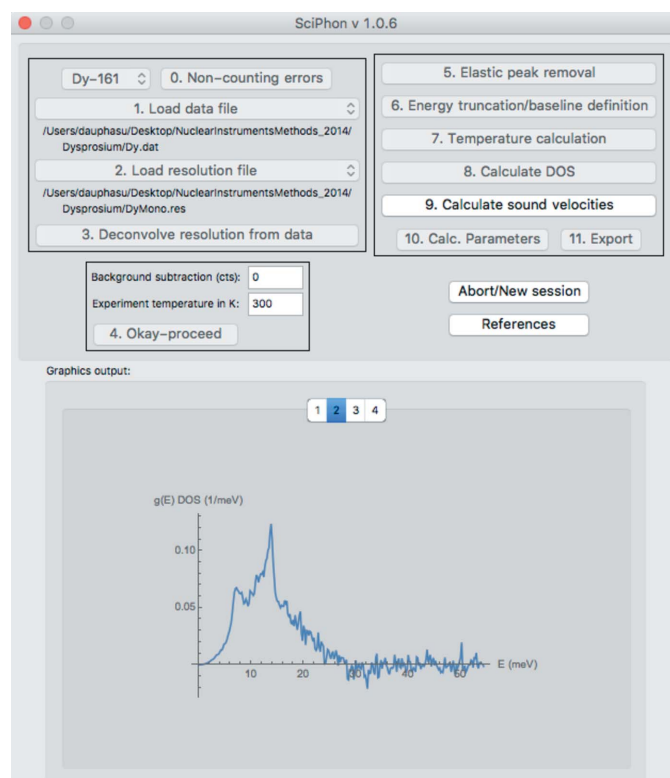 SciPhon v 1.0.6
Dy-161
0. Non-counting errors
1. Load data file
/Users/dauphasu/Desktop/NuclearInstrumentsMethods_2014/
Dysprosium/Dy.dat
2. Load resolution file
/Users/dauphasu/Desktop/NuclearInstrumentsMethods_2014/
Dysprosium/DyMono.res
3. Deconvolve resolution from data
Background subtraction (cts): 0
Experiment temperature in K: 300
4. Okay-proceed
5. Elastic peak removal
6. Energy truncation/baseline definition
7. Temperature calculation
8. Calculate DOS
9. Calculate sound velocities
10. Calc. Parameters
11. Export
Abort/New session
References
Graphics output:
1 2 3 4
g(E) DOS (1/meV)
0.10
0.05
10 20 30 40 50 60
E (meV)